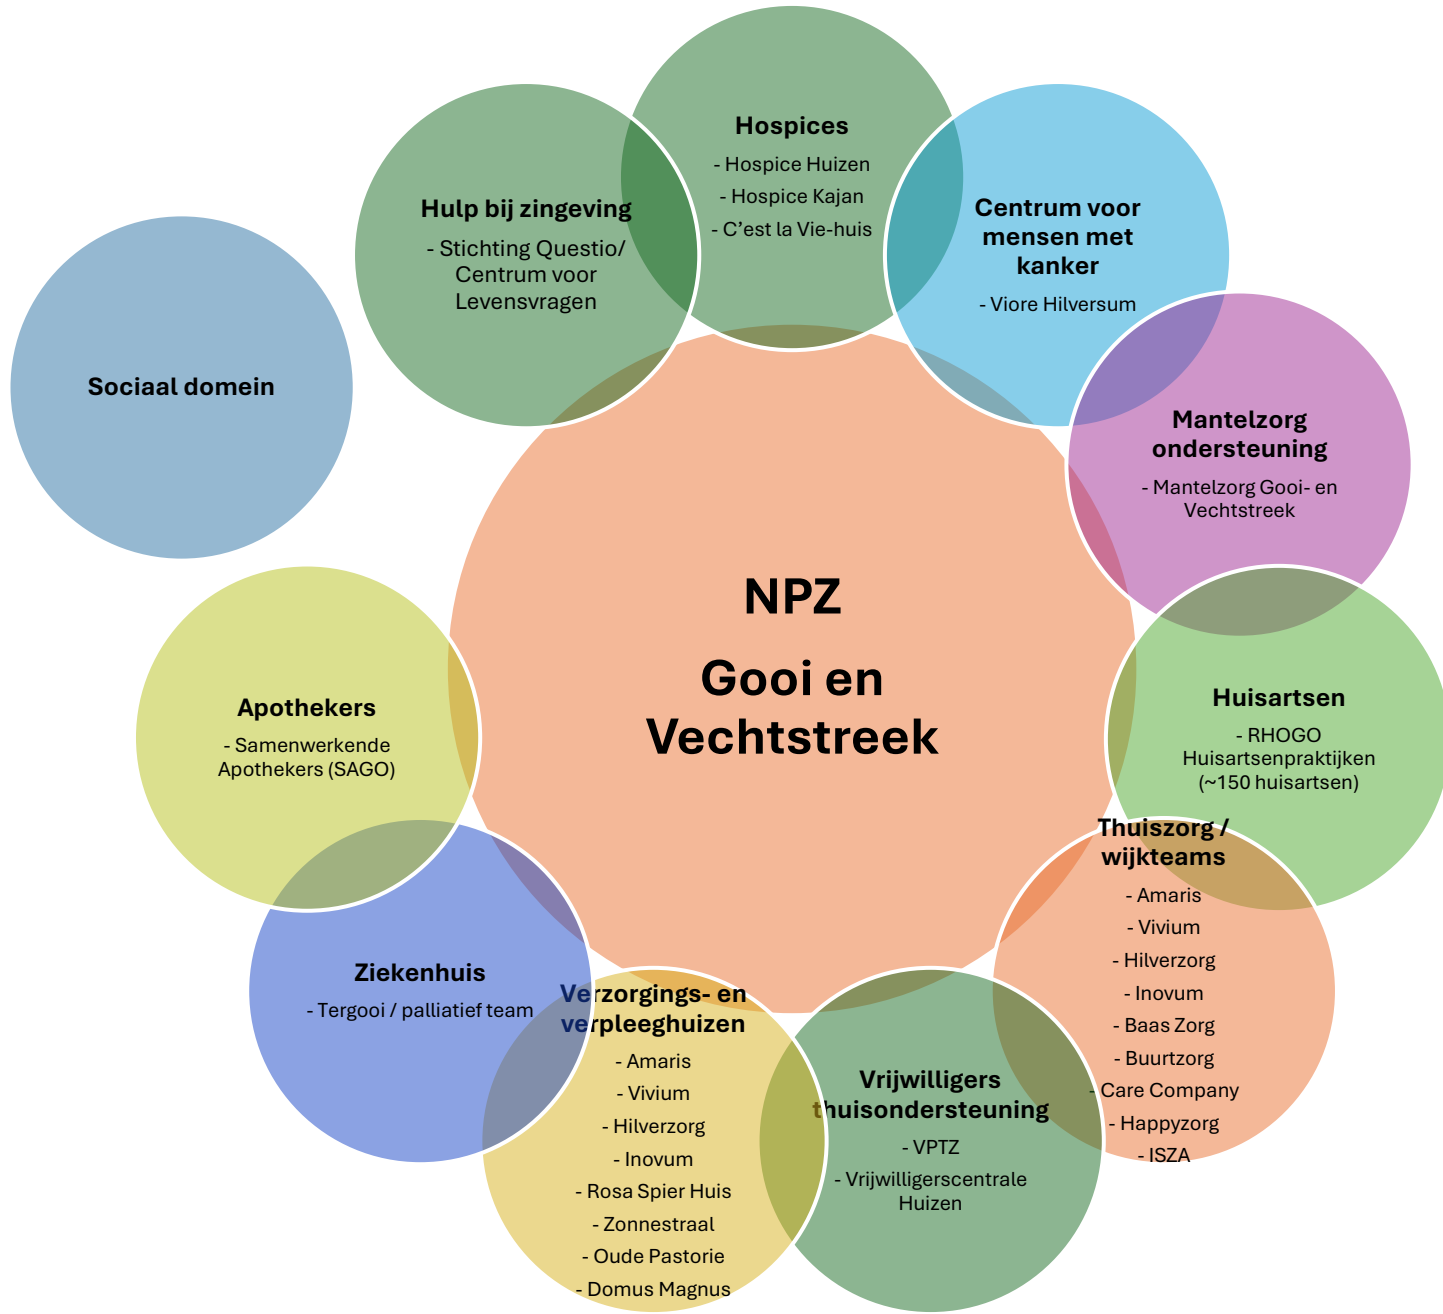 Hospices
- Hospice Huizen
- Hospice Kajan
- C’est la Vie-huis
Centrum voor
mensen met
kanker
- Viore Hilversum
Mantelzorg
ondersteuning
- Mantelzorg Gooi- en
Vechtstreek
Huisartsen
- RHOGO
Huisartsenpraktijken
(~150 huisartsen)
Thuiszorg /
wijkteams
- Amaris
- Vivium
- Hilverzorg
- Inovum
- Baas Zorg
- Buurtzorg
- Care Company
- Happyzorg
- ISZA
Vrijwilligers
thuisondersteuning
- VPTZ
- Vrijwilligerscentrale
Huizen
Verzorgings- en
verpleeghuizen
- Amaris
- Vivium
- Hilverzorg
- Inovum
- Rosa Spier Huis
- Zonnestraal
- Oude Pastorie
- Domus Magnus
Ziekenhuis
- Tergooi / palliatief team
Apothekers
- Samenwerkende
Apothekers (SAGO)
Sociaal domein
Hulp bij zingeving
- Stichting Questio/
Centrum voor
Levensvragen
NPZ
Gooi en
Vechtstreek